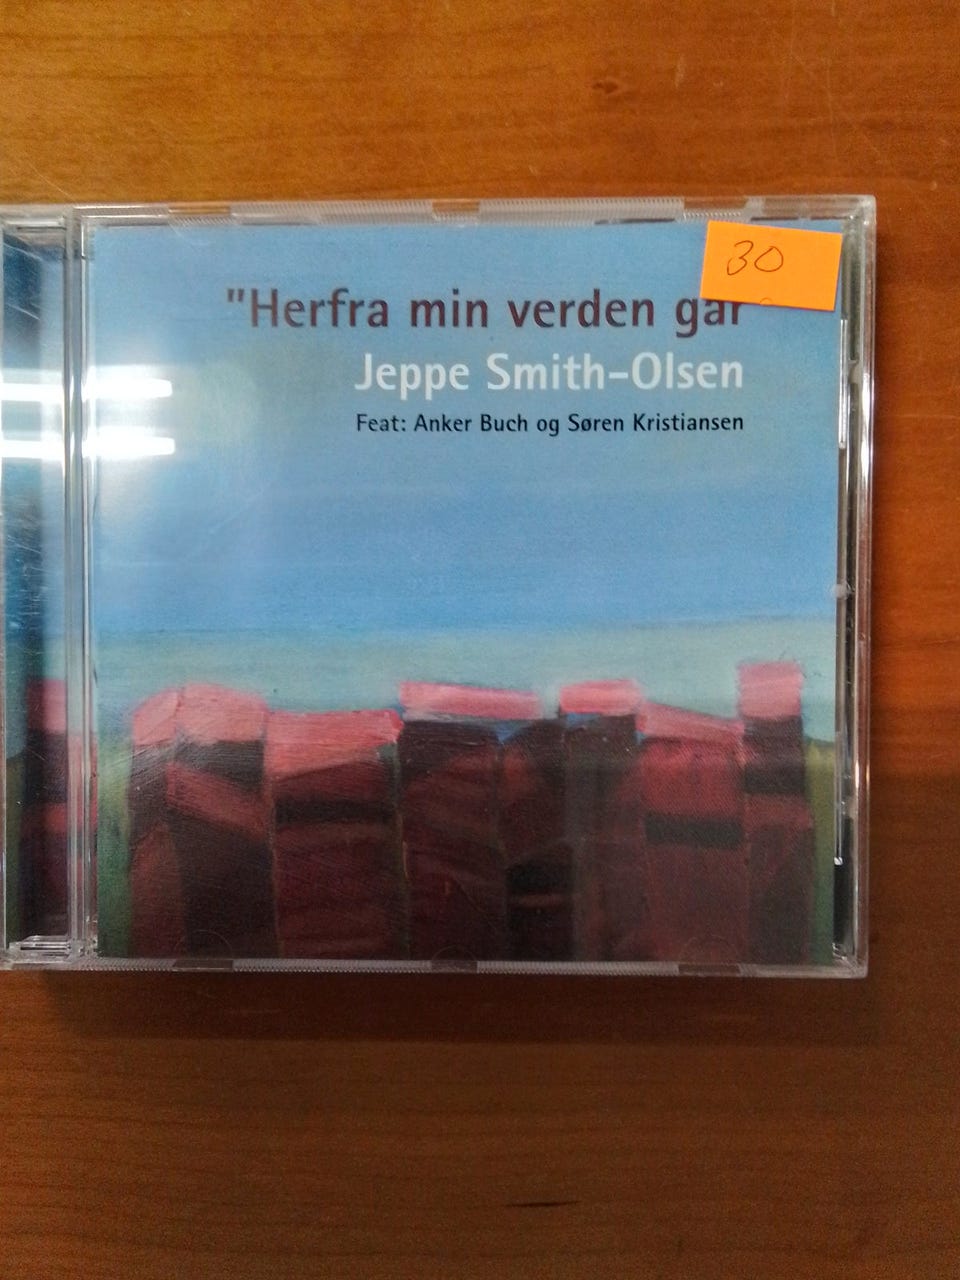 30
"Herfra min verden går
Jeppe Smith-Olsen
Feat: Anker Buch og Søren Kristiansen